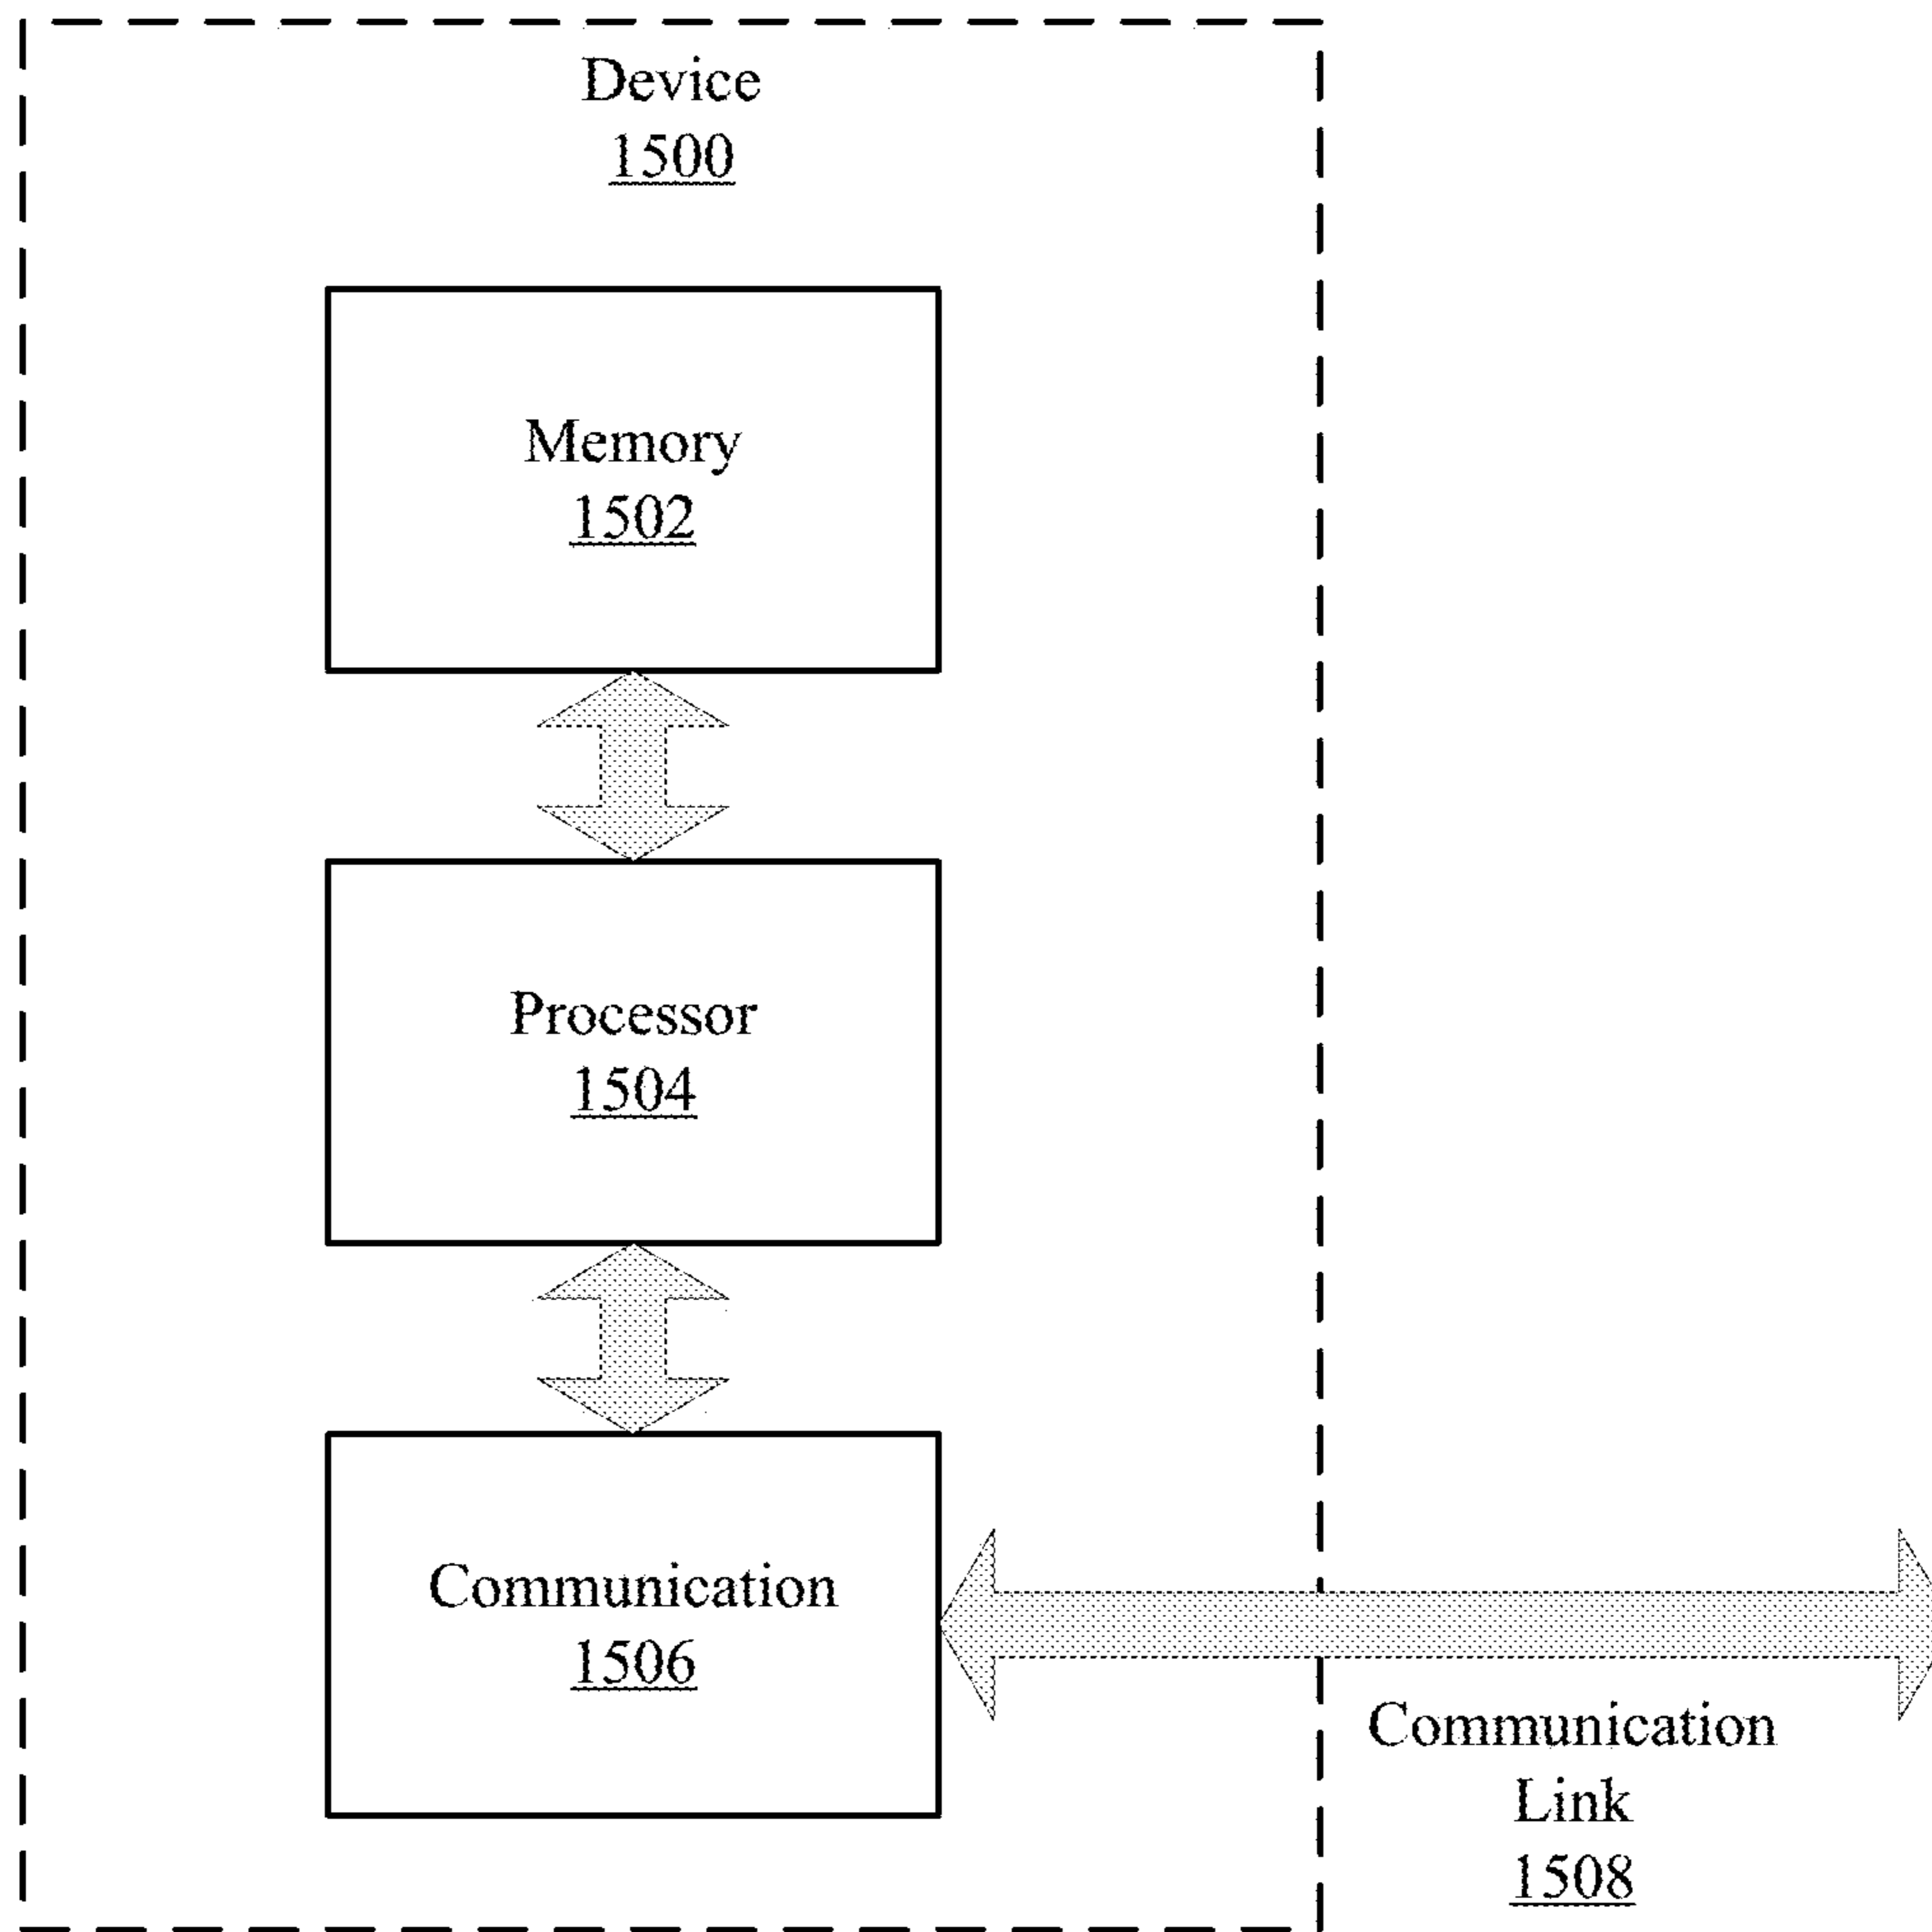 Device
1500
Memory
1502
Processor
1504
Communication
1506
Communication
Link
1508